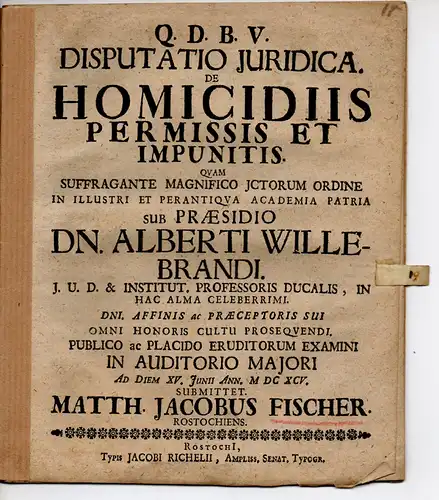 Q. D. B. V.
DISPUTATIO JURIDICA.
DE
HOMICIDIIS
PERMISSIS ET
IMPUNITIS.
QVAM
SUFFRAGANTE MAGNIFICO JCTORUM ORDINE
IN ILLUSTRI ET PERANTIQVA ACADEMIA PATRIA
SUB PRÆSIDIO
DN. ALBERTI WILLE-
BRANDI.
J. U. D. & INSTITUT. PROFESSORIS DUCALIS, IN
HAC ALMA CELEBERRIMI.
DNI. AFFINIS ac PRÆCEPTORIS SUI
OMNI HONORIS CULTU PROSEQVENDI.
PUBLICO ac PLACIDO ERUDITORUM EXAMINI
IN AUDITORIO MAJORI
AD DIEM XV. JUNII ANN. M DC XCV.
SUBMITTET.
MATTH. JACOBUS FISCHER.
ROSTOCHIENS.
ROSTOCHI,
TYPIS JACOBI RICHELII, AMPLISS. SENAT. TYPOGR.